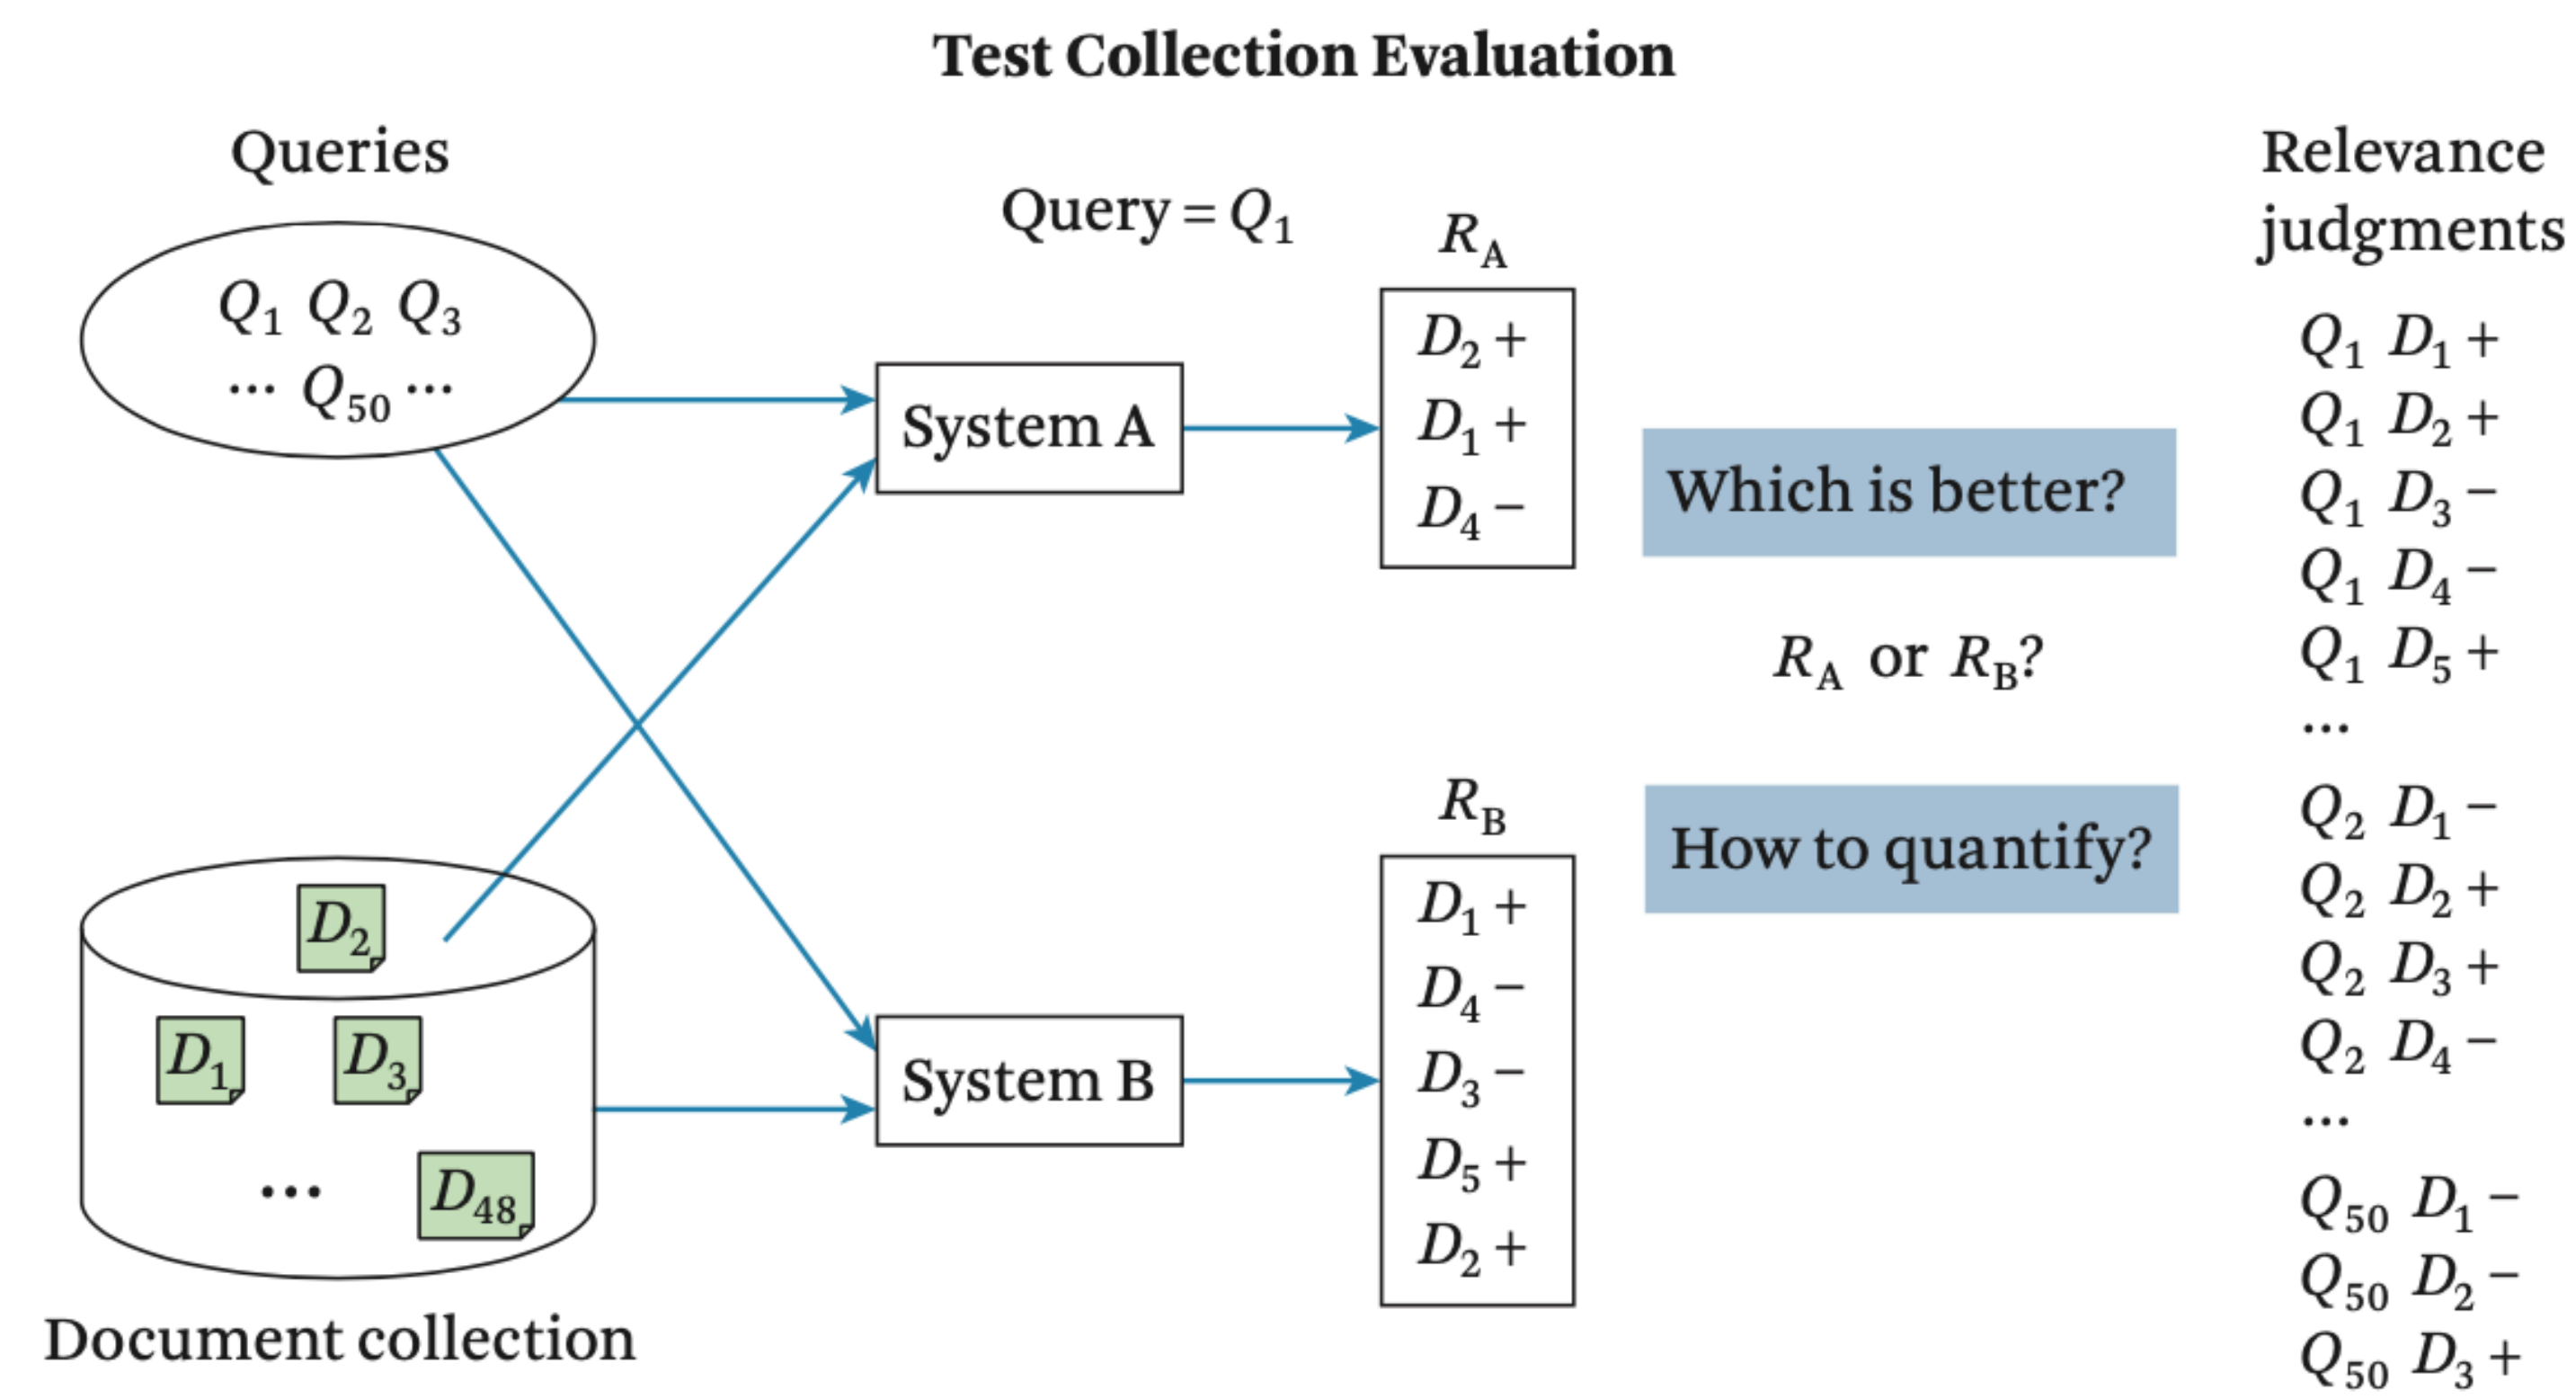 Test Collection Evaluation
Queries
Q1 Q2 Q3
... Q50 ...
Query = Q1
System A
RA
D2 +
D1 +
D4 −
Which is better?
RA or RB?
How to quantify?
D2
D1
D3
...
D48
Document collection
System B
RB
D1 +
D4 −
D3 −
D5 +
D2 +
Relevance
judgments
Q1 D1 +
Q1 D2 +
Q1 D3 −
Q1 D4 −
Q1 D5 +
...
Q2 D1 −
Q2 D2 +
Q2 D3 +
Q2 D4 −
...
Q50 D1 −
Q50 D2 −
Q50 D3 +